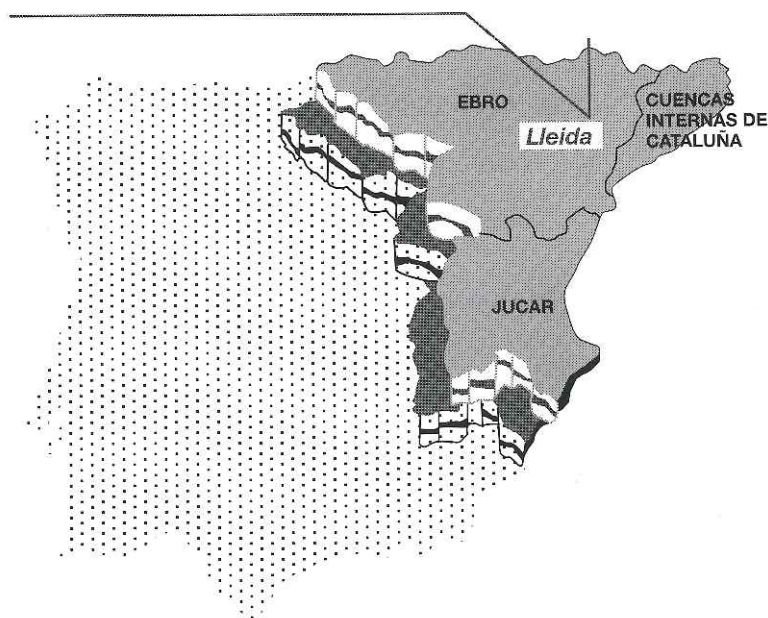 EBRO
CUENCAS
INTERNAS DE
CATALUÑA
Lleida
JUCAR